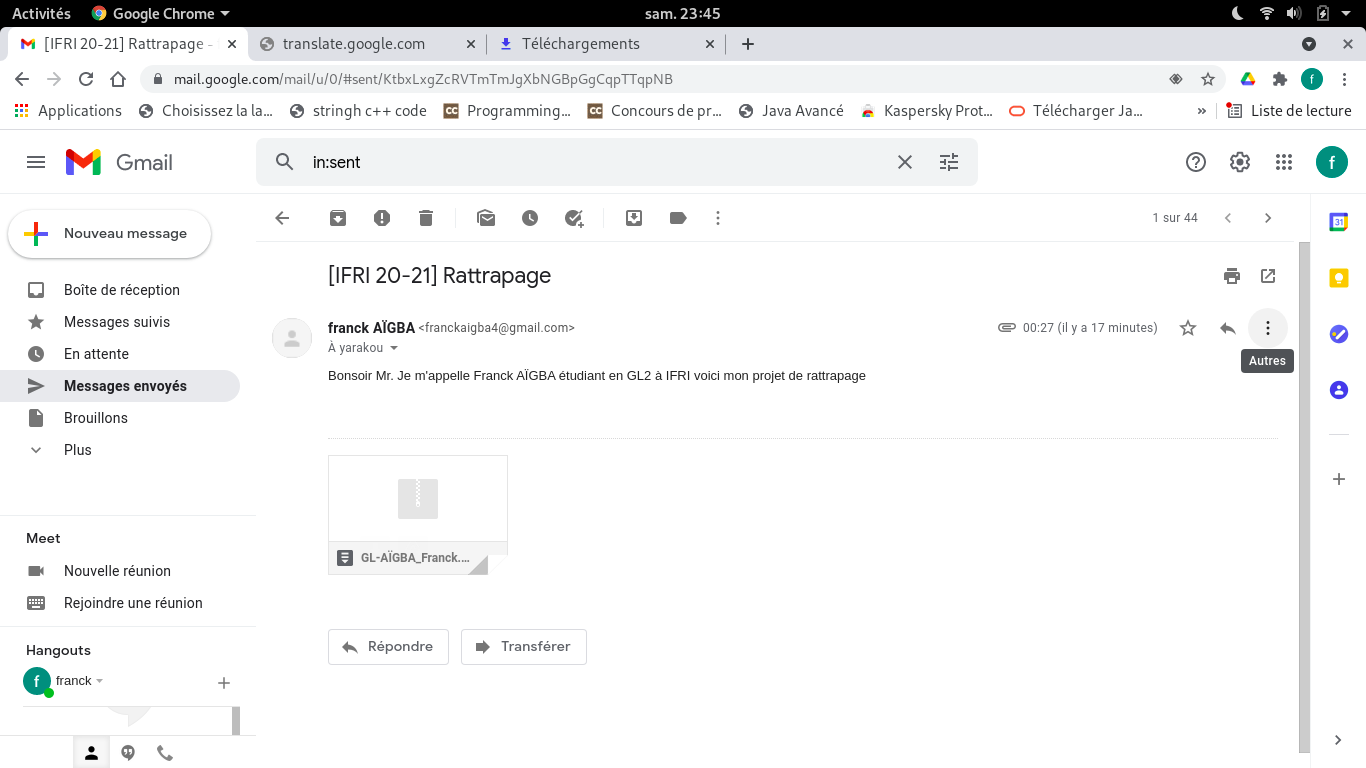 Activités Google Chrome sam. 23:45
[IFRI 20-21] Rattrapage - translate.google.com Téléchargements
mail.google.com/mail/u/0/#sent/KtbxLxgZcRVTmTmJgXbNGBpGgCqpTTqpNB f
Applications Choisissez la la... stringh c++ code CC Programming... CC Concours de pr... Java Avancé Kaspersky Prot... Télécharger Ja... » Liste de lecture
Gmail in:sent f
Nouveau message 1 sur 44 31
[IFRI 20-21] Rattrapage
Boîte de réception
Messages suivis franck AÏGBA <franckaigba4@gmail.com> 00:27 (il y a 17 minutes)
En attente À yarakou Autres
Messages envoyés Bonsoir Mr. Je m'appelle Franck AÏGBA étudiant en GL2 à IFRI voici mon projet de rattrapage
Brouillons
Plus
Meet
GL-AÏGBA_Franck....
Nouvelle réunion
Rejoindre une réunion
Hangouts Répondre Transférer
f franck